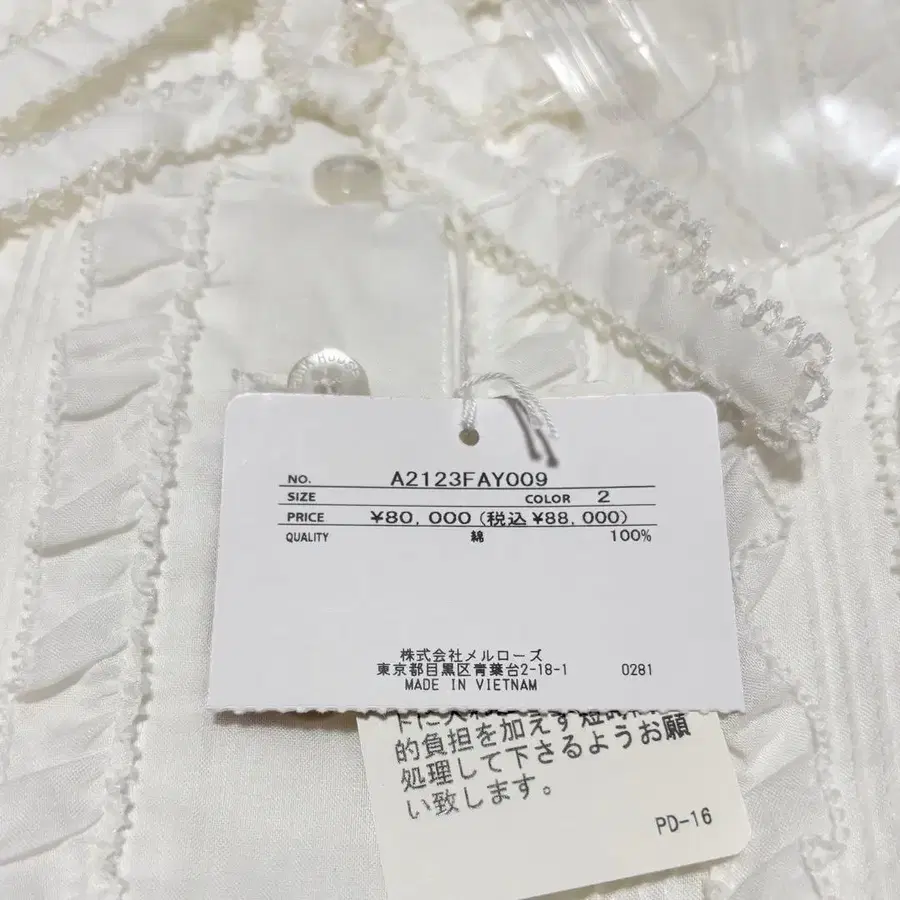 NO. A2123FAY009
SIZE COLOR 2
PRICE ¥80,000 (税込 ¥88,000)
QUALITY 綿 100%
株式会社メルローズ
東京都目黒区青葉台2-18-1 0281
MADE IN VIETNAM
的負担を加えず短時間
処理して下さるようお願
い致します。
PD-16